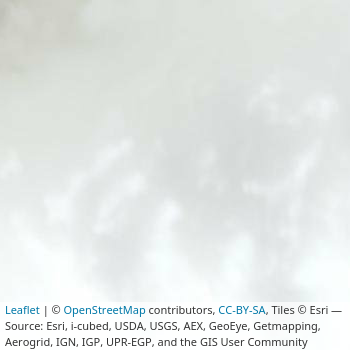 Leaflet | © OpenStreetMap contributors, CC-BY-SA, Tiles © Esri —
Source: Esri, i-cubed, USDA, USGS, AEX, GeoEye, Getmapping,
Aerogrid, IGN, IGP, UPR-EGP, and the GIS User Community